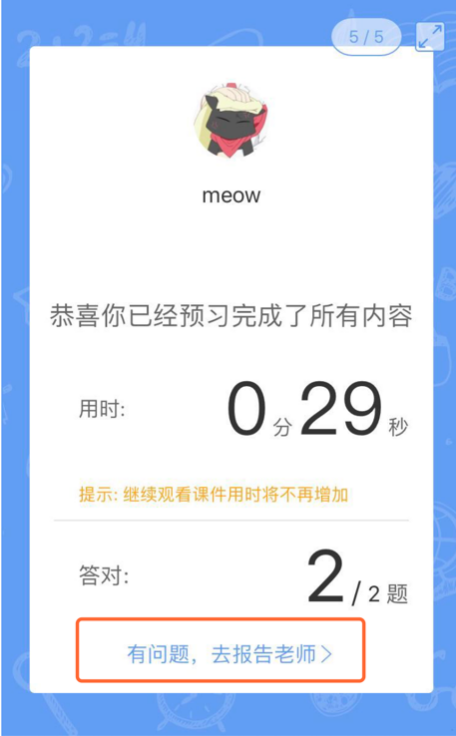 5/5
meow
恭喜你已经预习完成了所有内容
用时: 0分29秒
提示: 继续观看课件用时将不再增加
答对: 2/2题
有问题，去报告老师>